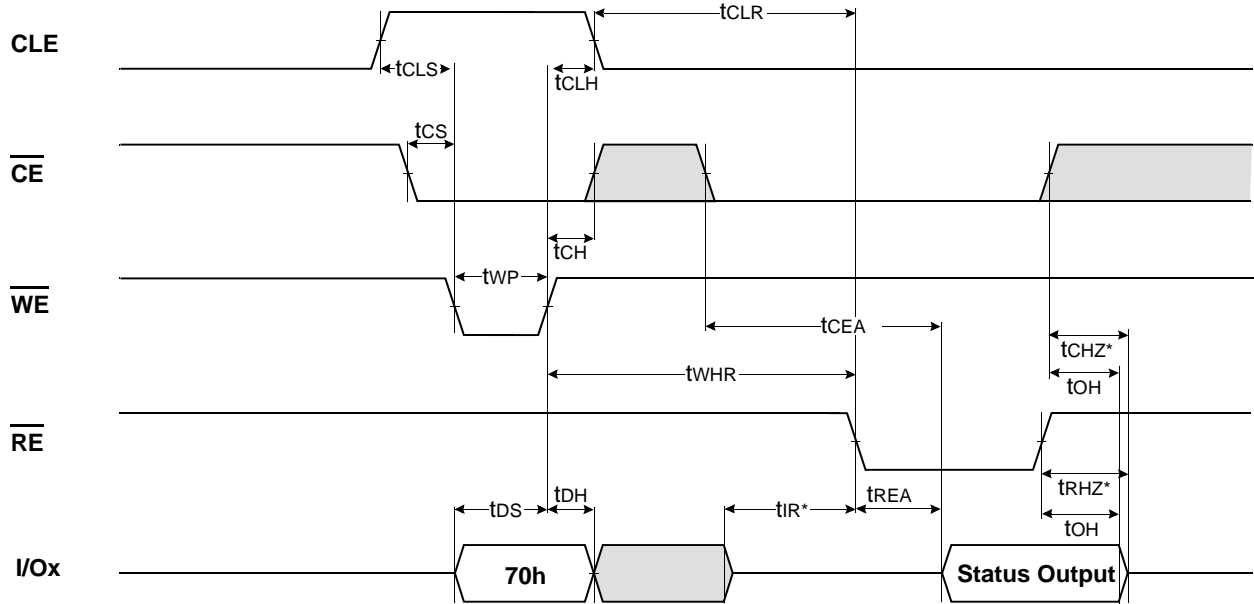 tCLR
CLE
tCLS
tCLH
tCS
CE
tCH
tWP
WE
tCEA
tCHZ*
tWHR
tOH
RE
tRHZ*
tDH
tDS
tIR*
tREA
tOH
I/Ox
70h
Status Output